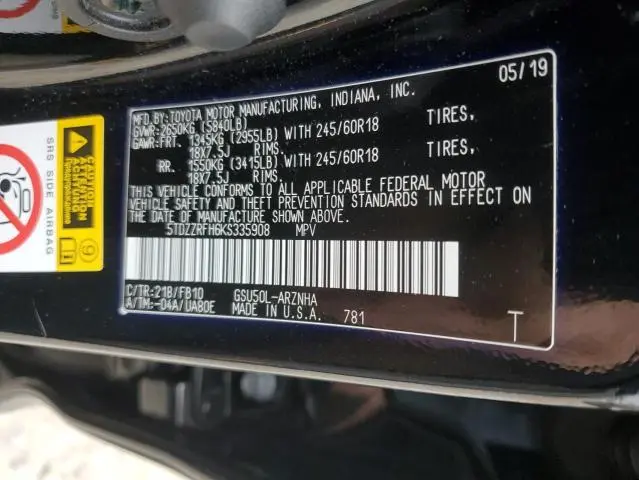 05/19
MFD.BY:TOYOTA MOTOR MANUFACTURING, INDIANA, INC.
GVWR:2650KG (5840LB)
GAWR:FRT. 1345KG (2955LB) WITH 245/60R18 TIRES,
18X7.5J RIMS,
RR. 1550KG (3415LB) WITH 245/60R18 TIRES,
18X7.5J RIMS.
THIS VEHICLE CONFORMS TO ALL APPLICABLE FEDERAL MOTOR
VEHICLE SAFETY AND THEFT PREVENTION STANDARDS IN EFFECT ON
THE DATE OF MANUFACTURE SHOWN ABOVE.
5TDZZRFH6KS335908 MPV
C/TR:218/FB10 GSU50L-ARZNHA
A/TM:-04A/UA80E MADE IN U.S.A. 781
T
SIDE AIRBAG
CAUTION
ACHTUNG
9